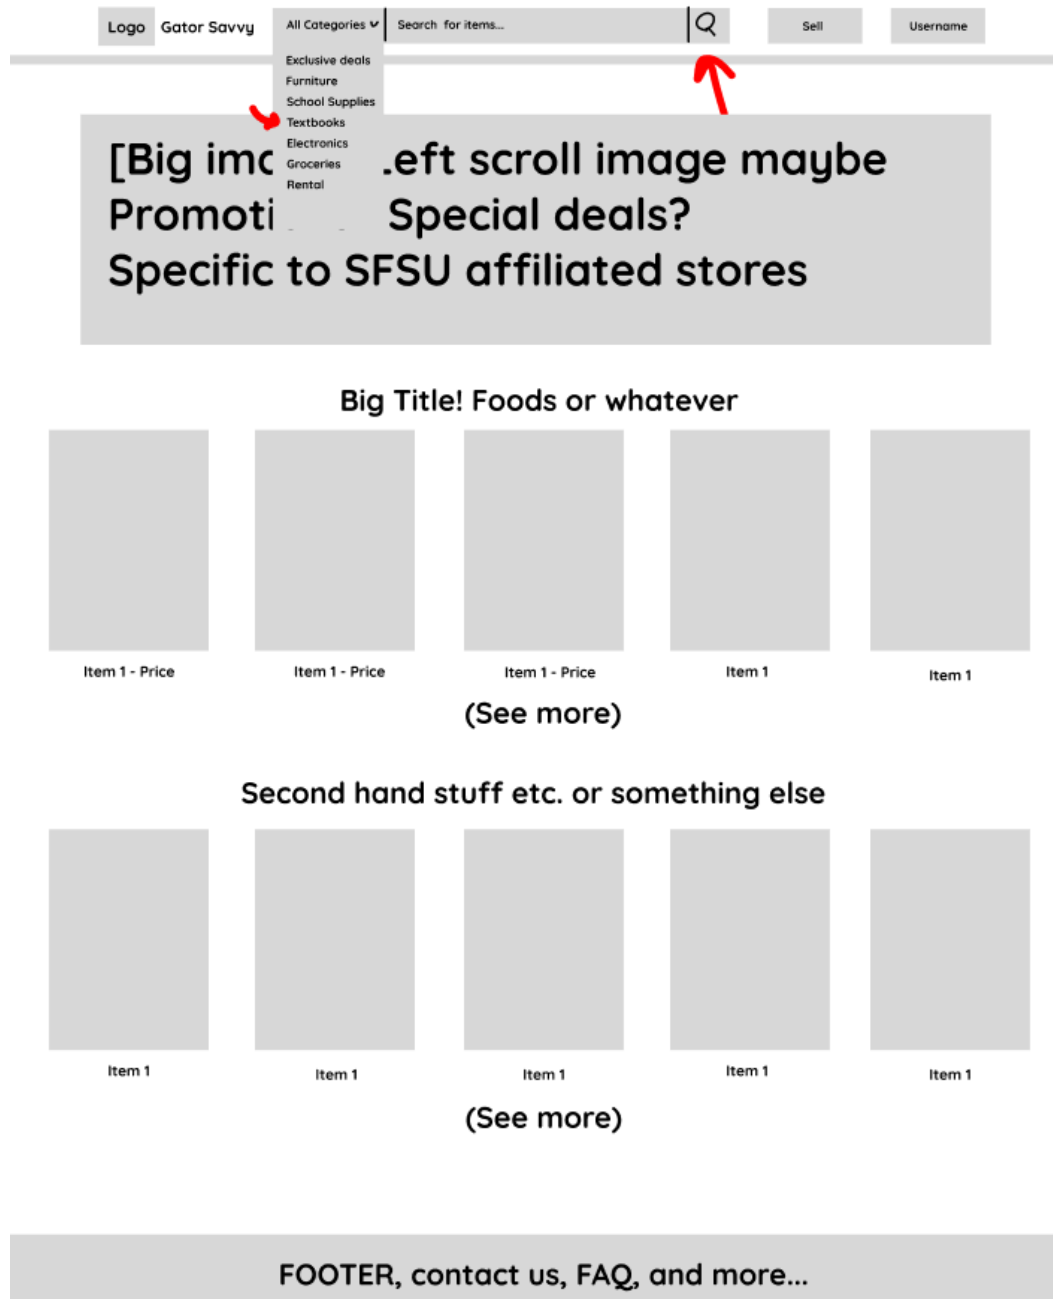 Logo Gator Savvy All Categories Search for items... Sell Username
Exclusive deals
Furniture
School Supplies
Textbooks
Electronics
Groceries
Rental
[Big eft scroll image maybe
Special deals?
Specific to SFSU affiliated stores
Big Title! Foods or whatever
Item 1 - Price Item 1 - Price Item 1 - Price Item 1 Item 1
(See more)
Second hand stuff etc. or something else
Item 1 Item 1 Item 1 Item 1 Item 1
(See more)
FOOTER, contact us, FAQ, and more...